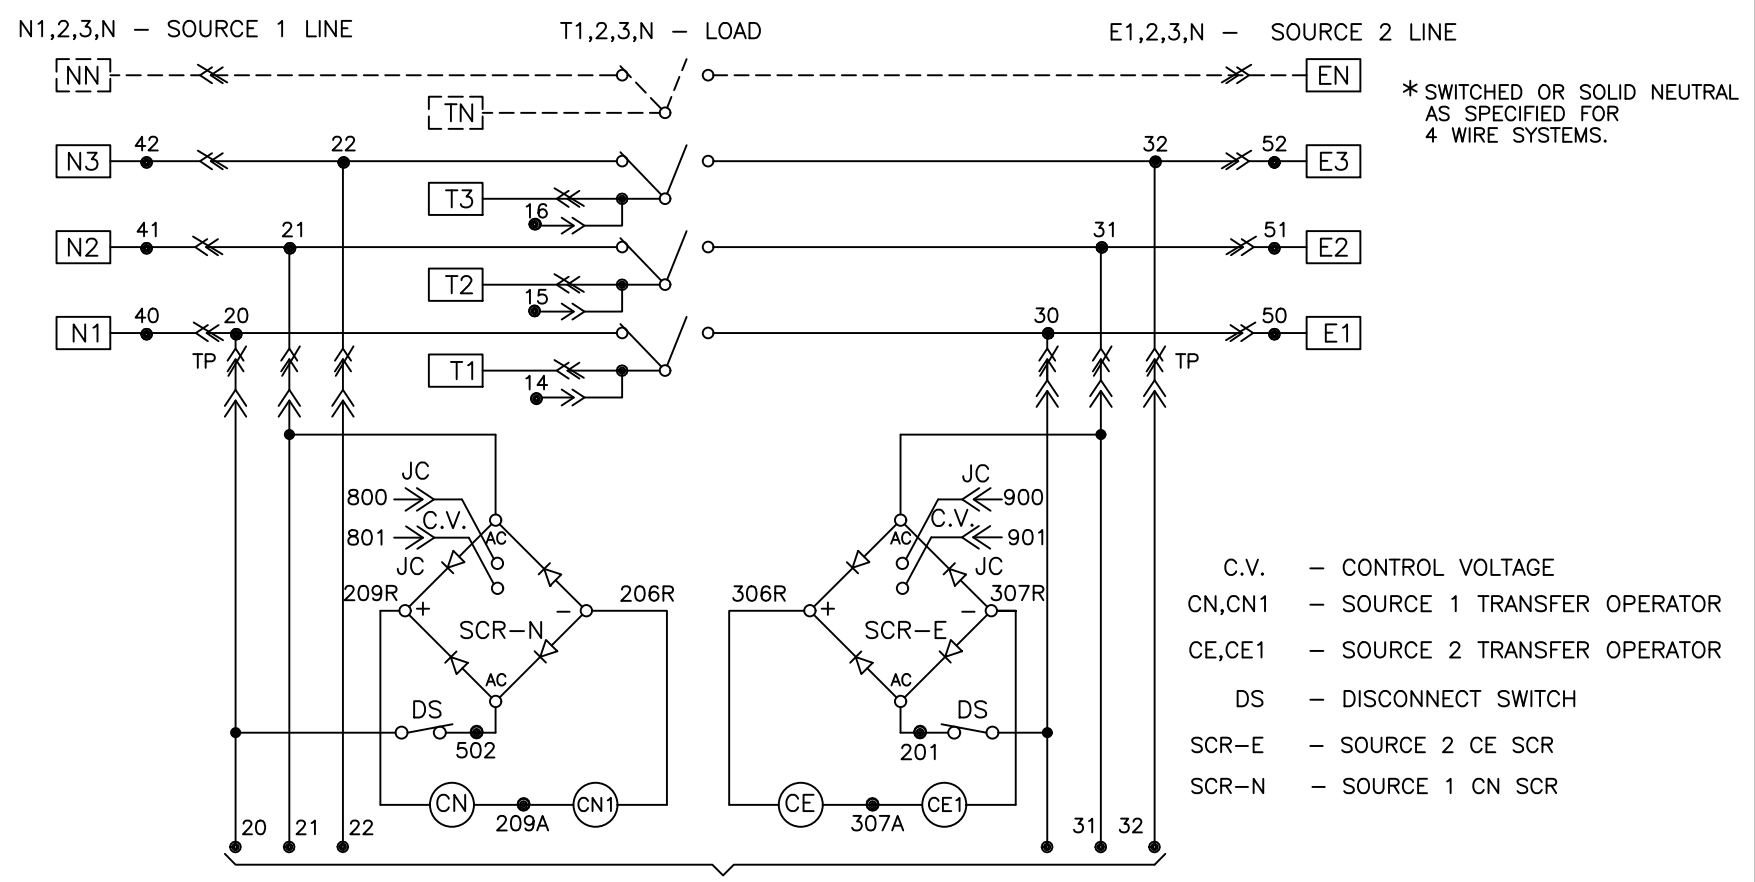 N1,2,3,N – SOURCE 1 LINE
T1,2,3,N – LOAD
E1,2,3,N – SOURCE 2 LINE
NN
EN
TN
* SWITCHED OR SOLID NEUTRAL
AS SPECIFIED FOR
4 WIRE SYSTEMS.
N3 42 22 32 52 E3
T3
16
N2 41 21 31 51 E2
T2
15
N1 40 20 30 50 E1
TP
TP
T1
14
JC
JC
800
900
C.V.
C.V.
801
901
AC
AC
JC
JC
209R
206R
306R
307R
+
–
+
–
SCR–N
SCR–E
AC
AC
DS
DS
502
201
CN
CN1
CE
CE1
209A
307A
20 21 22
31 32
C.V. – CONTROL VOLTAGE
CN,CN1 – SOURCE 1 TRANSFER OPERATOR
CE,CE1 – SOURCE 2 TRANSFER OPERATOR
DS – DISCONNECT SWITCH
SCR–E – SOURCE 2 CE SCR
SCR–N – SOURCE 1 CN SCR